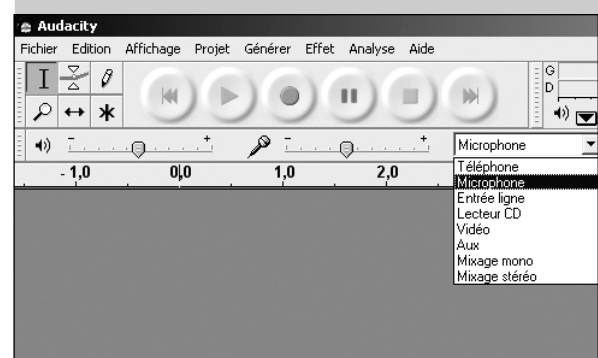 Audacity
Fichier Edition Affichage Projet Générer Effet Analyse Aide
G
D
- + - + Microphone
- 1,0 0,0 1,0 2,0
Téléphone
Microphone
Entrée ligne
Lecteur CD
Vidéo
Aux
Mixage mono
Mixage stéréo